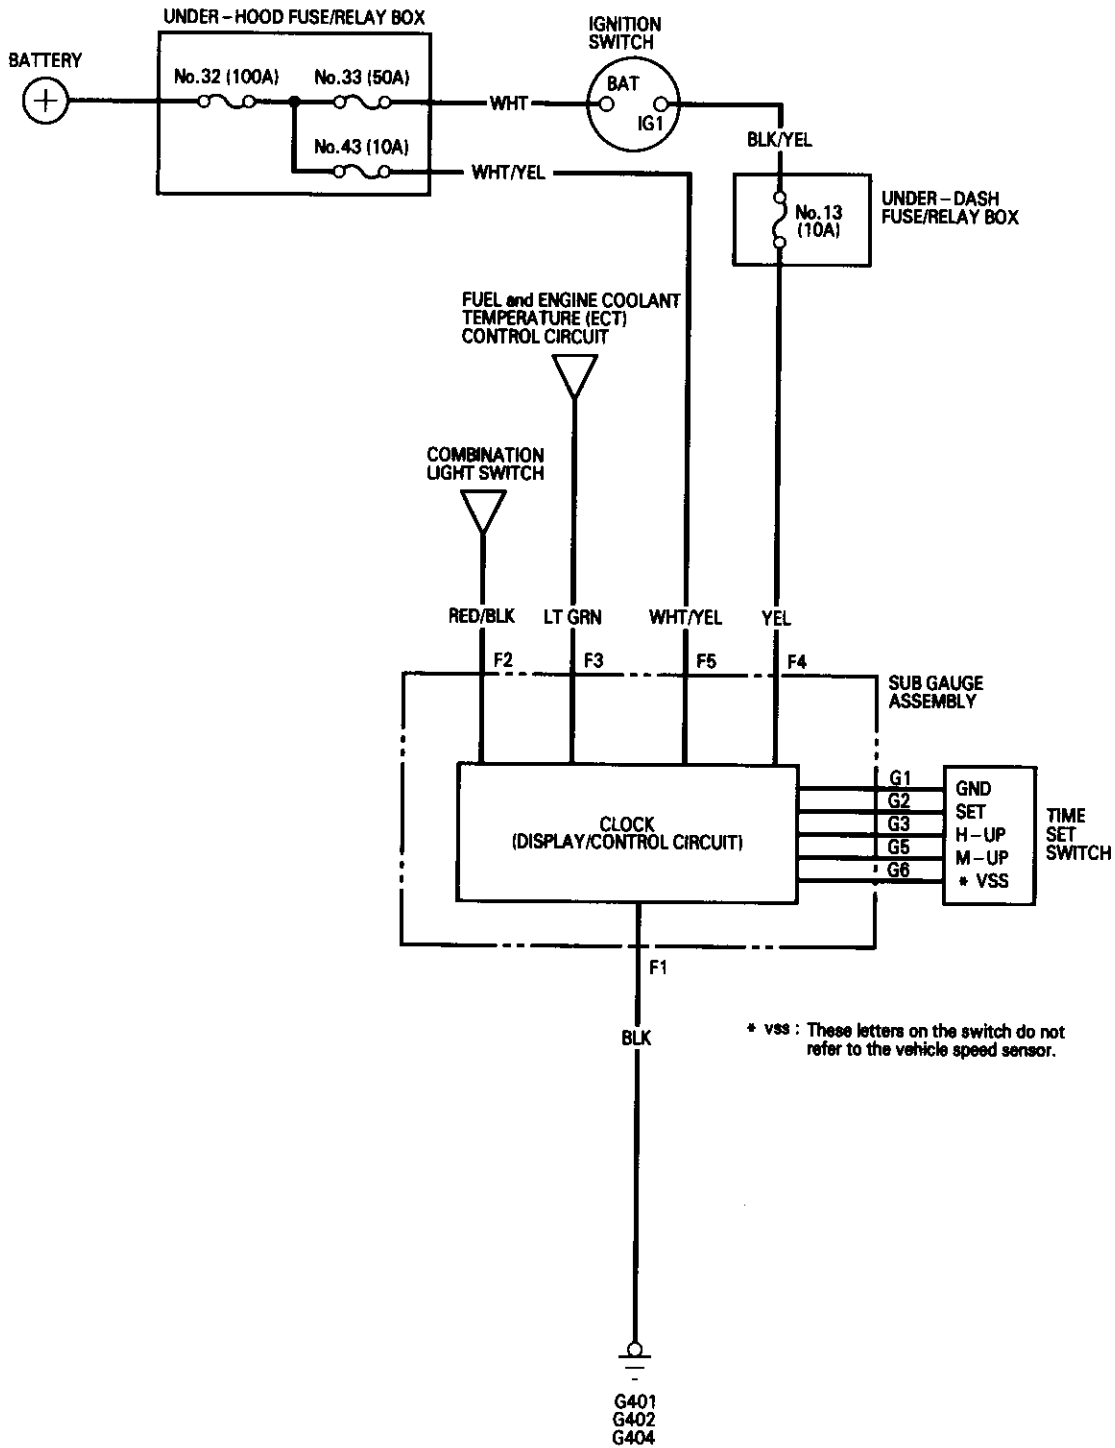 UNDER-HOOD FUSE/RELAY BOX
IGNITION
SWITCH
BATTERY
+
No.32 (100A)
No.33 (50A)
BAT
WHT
IG1
No.43 (10A)
BLK/YEL
WHT/YEL
No.13
(10A)
UNDER-DASH
FUSE/RELAY BOX
FUEL and ENGINE COOLANT
TEMPERATURE (ECT)
CONTROL CIRCUIT
COMBINATION
LIGHT SWITCH
RED/BLK
LT GRN
WHT/YEL
YEL
F2
F3
F5
F4
SUB GAUGE
ASSEMBLY
G1
GND
G2
SET
G3
H-UP
G5
M-UP
G6
* VSS
TIME
SET
SWITCH
CLOCK
(DISPLAY/CONTROL CIRCUIT)
F1
BLK
* vss : These letters on the switch do not
refer to the vehicle speed sensor.
G401
G402
G404